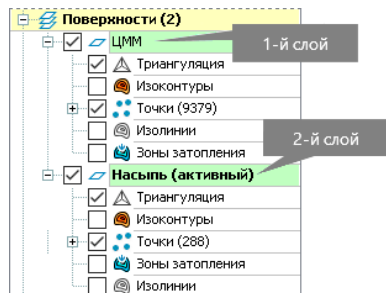 Поверхности (2)
ЦММ
1-й слой
Триангуляция
Изоконтуры
Точки (9379)
Изолинии
2-й слой
Зоны затопления
Насыпь (активный)
Триангуляция
Изоконтуры
Точки (288)
Зоны затопления
Изолинии